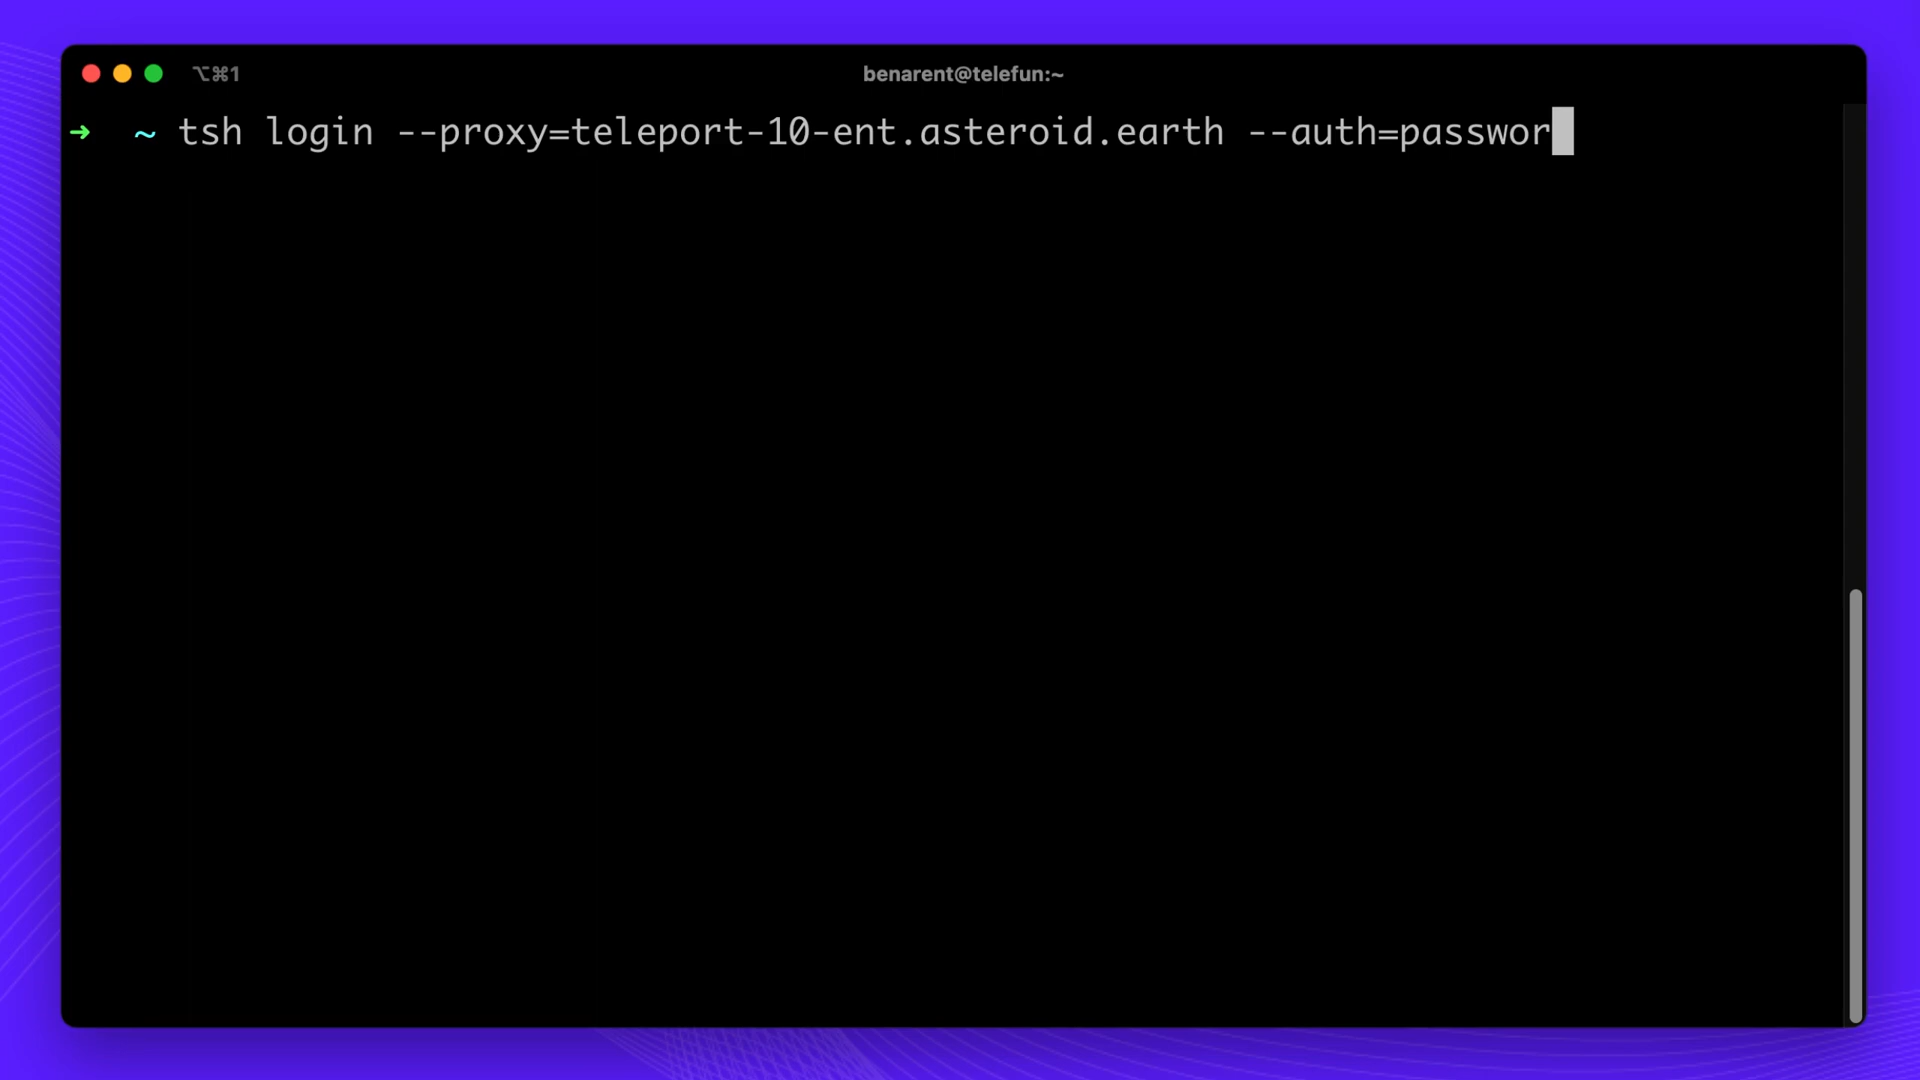 ⌥⌘1
benarent@telefun:~
➜ ~ tsh login --proxy=teleport-10-ent.asteroid.earth --auth=passwor